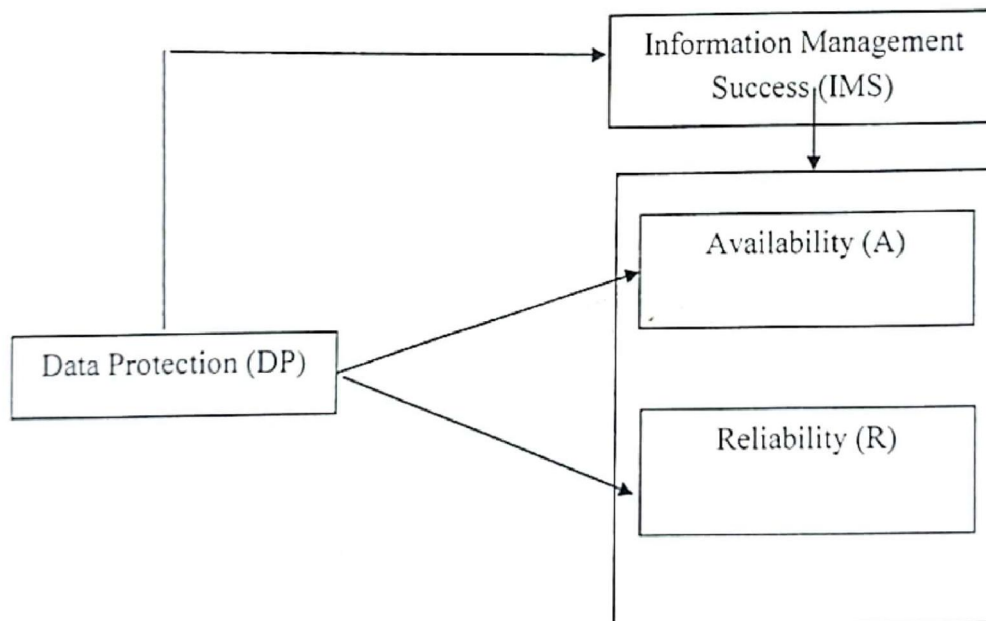 Information Management
Success (IMS)
Availability (A)
Data Protection (DP)
Reliability (R)